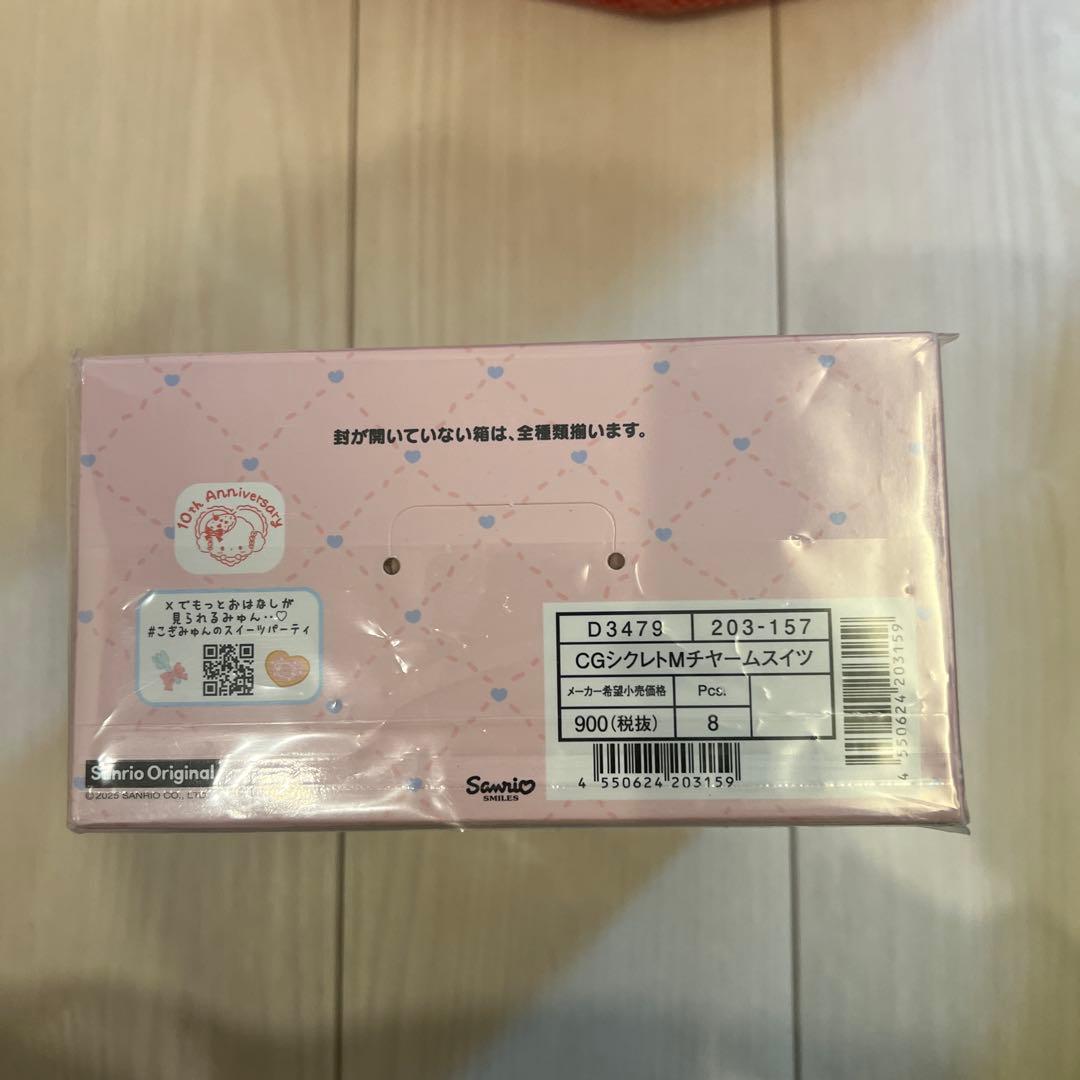 封が開いていない箱は、全種類揃います。
10th Anniversary
Xでもっとおはなしが
見られるみゅん‥♡
#こぎみゅんのスイーツパーティ
D3479 203-157
CGシクレトMチヤームスイツ
メーカー希望小売価格 Pcs.
900(税抜) 8
4 550624 203159
4 550624 203159
Sanrio Original
©2025 SANRIO CO., LTD.
Sanrio
SMILES